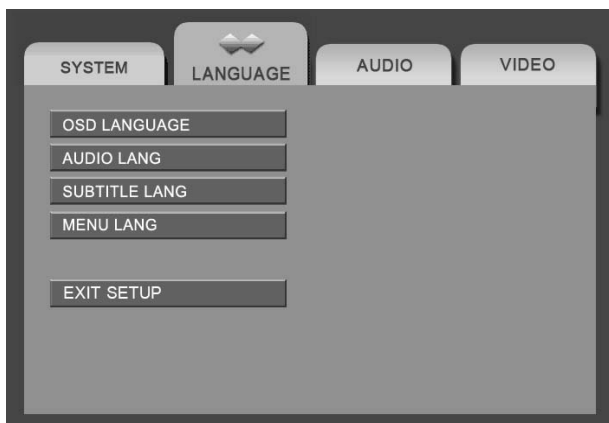 SYSTEM LANGUAGE AUDIO VIDEO
OSD LANGUAGE
AUDIO LANG
SUBTITLE LANG
MENU LANG
EXIT SETUP